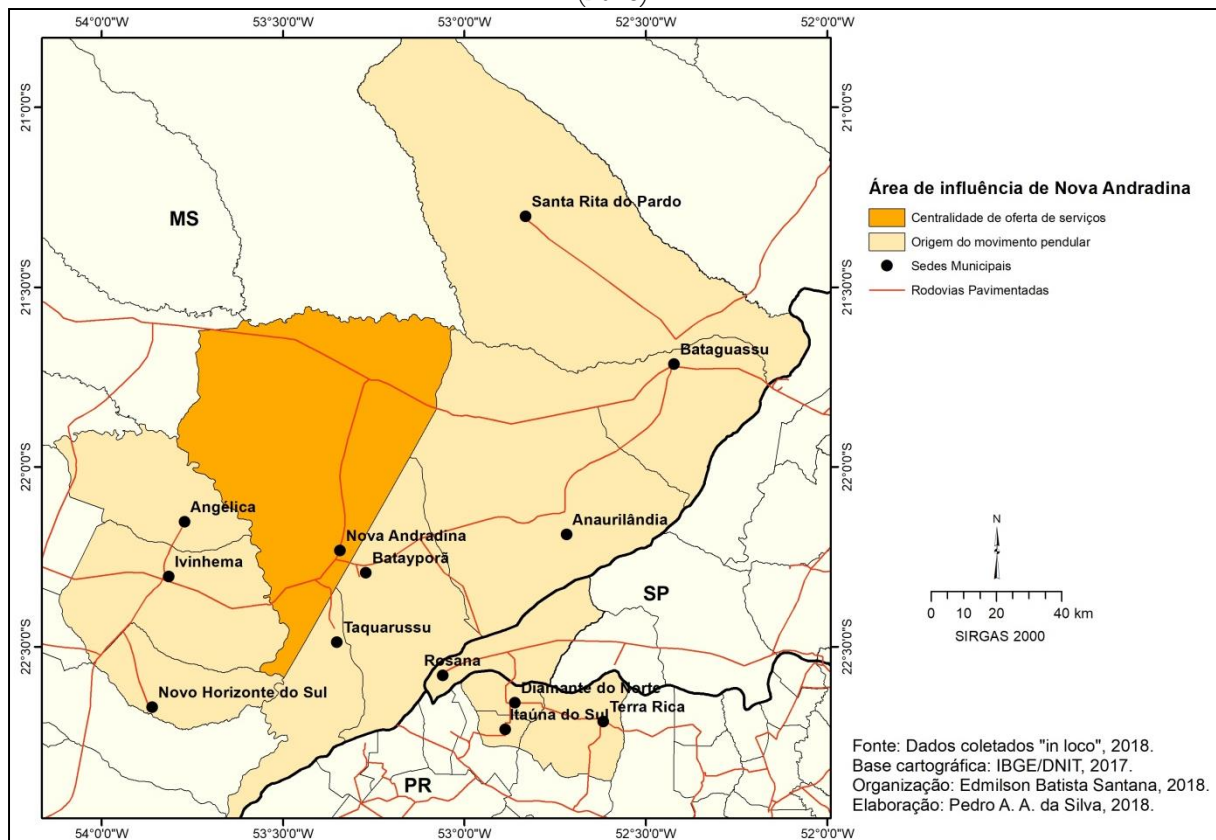 54°0'0"W
53°30'0"W
53°0'0"W
52°30'0"W
52°0'0"W
21°0'0"S
21°0'0"S
Santa Rita do Pardo
MS
21°30'0"S
21°30'0"S
Bataguassu
22°0'0"S
22°0'0"S
Angélica
Anaurilândia
Nova Andradina
Ivinhema
Batayporã
SP
Taquarussu
22°30'0"S
22°30'0"S
Rosana
Novo Horizonte do Sul
Diamante do Norte
Terra Rica
Itaúna do Sul
PR
54°0'0"W
53°30'0"W
53°0'0"W
52°30'0"W
52°0'0"W
Área de influência de Nova Andradina
Centralidade de oferta de serviços
Origem do movimento pendular
Sedes Municipais
Rodovias Pavimentadas
N
0 10 20 40 km
SIRGAS 2000
Fonte: Dados coletados "in loco", 2018.
Base cartográfica: IBGE/DNIT, 2017.
Organização: Edmilson Batista Santana, 2018.
Elaboração: Pedro A. A. da Silva, 2018.